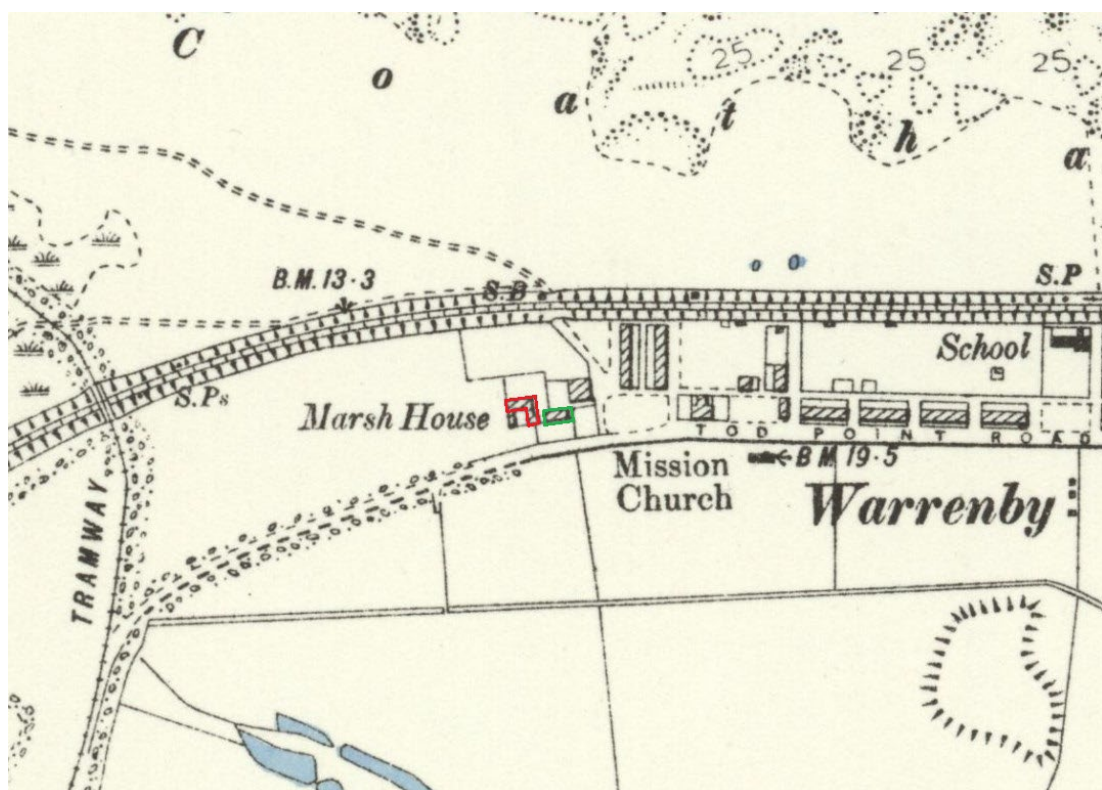 C o a t h a
25 25 25
B.M. 13·3
S.B
S.P
S.Ps
School
Marsh House
TOD POINT ROAD
Mission
Church
B M 19·5
Warrenby
TRAMWAY